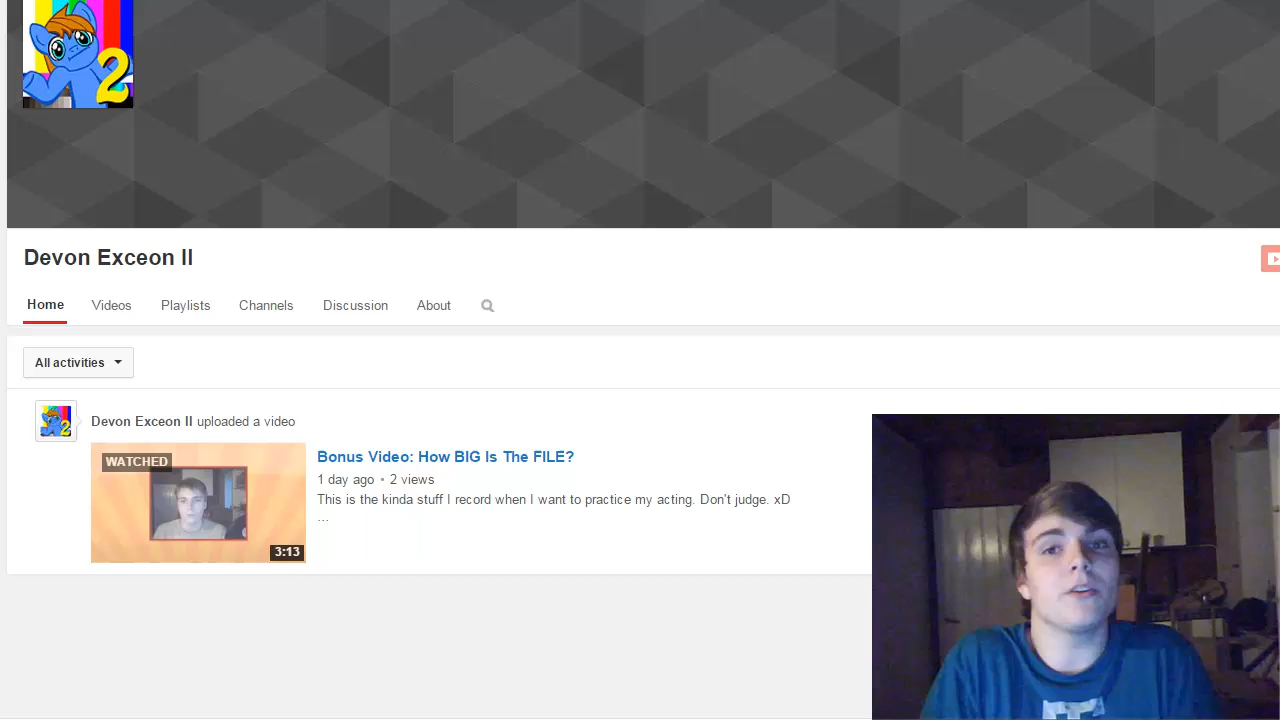 2
Devon Exceon II
Home Videos Playlists Channels Discussion About
All activities
2
Devon Exceon II uploaded a video
WATCHED
3:13
Bonus Video: How BIG Is The FILE?
1 day ago • 2 views
This is the kinda stuff I record when I want to practice my acting. Don't judge. xD
...